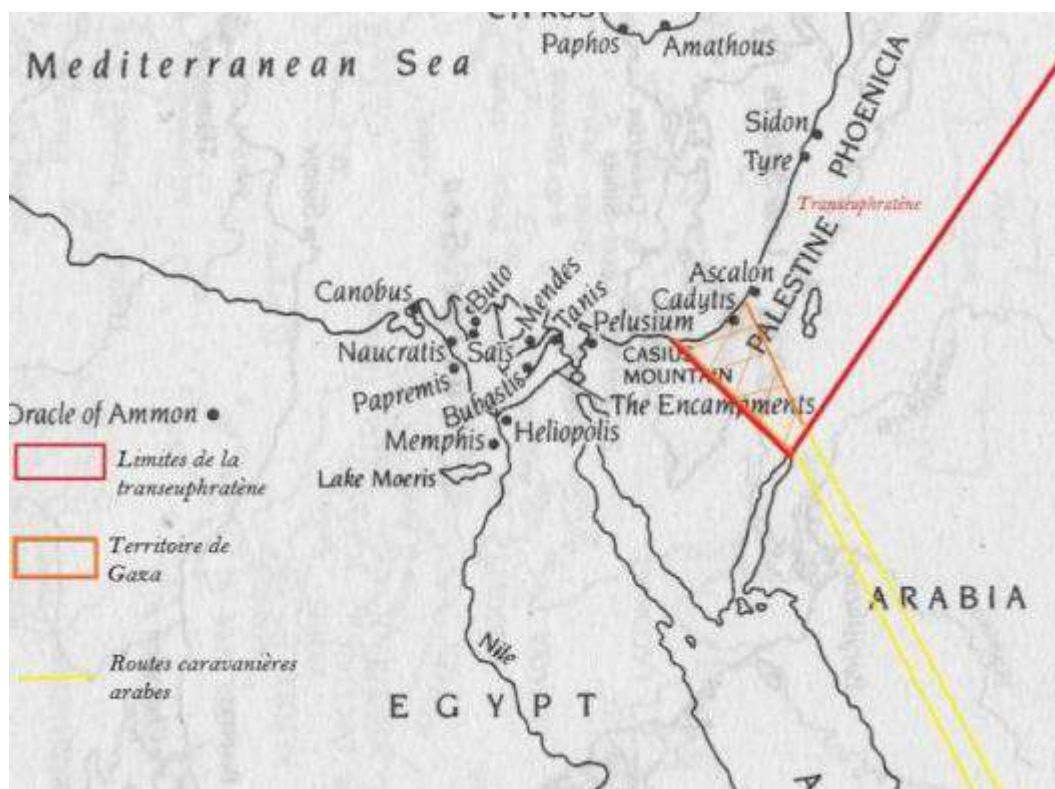 CYPRUS
Paphos
Amathous
Mediterranean Sea
Sidon
Tyre
PHOENICIA
Transeuphratène
PALESTINE
Ascalon
Cadytis
Canobus
Buto
Mendes
Tanis
Pelusium
Naucratis
Saïs
CASIUS
MOUNTAIN
Papremis
Bubastis
The Encampments
Oracle of Ammon
Heliopolis
Memphis
Lake Moeris
Limites de la
transeuphratène
Territoire de
Gaza
ARABIA
Routes caravanières
arabes
Nile
EGYPT
A